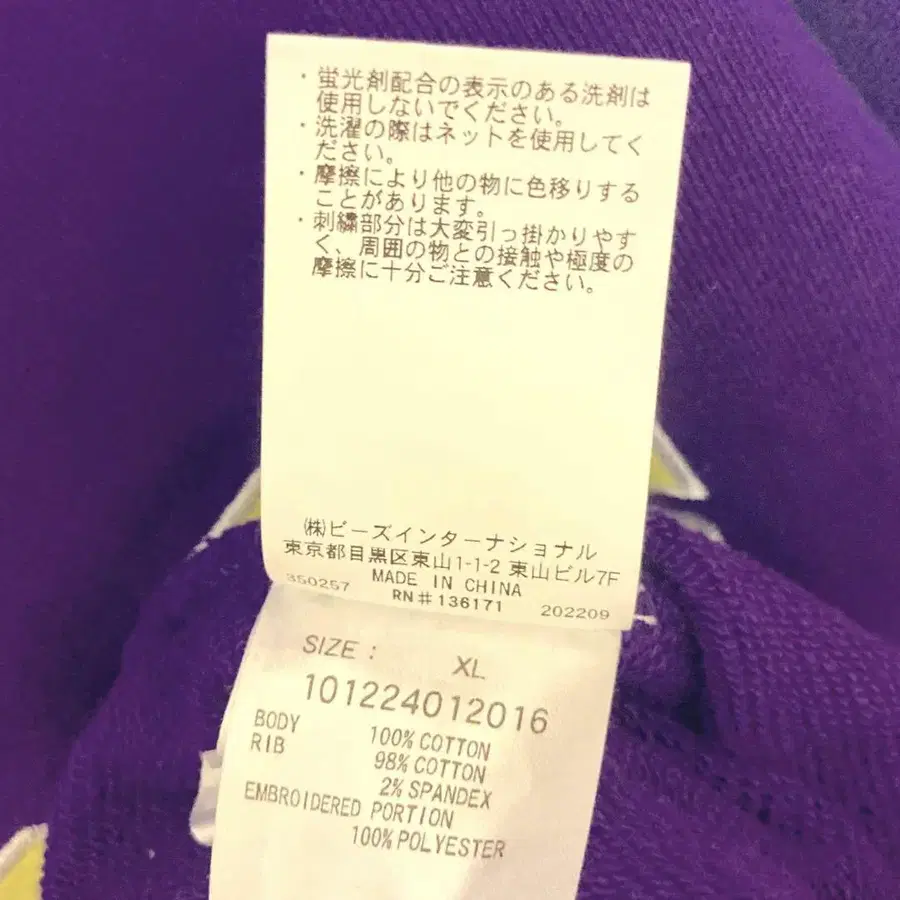 ・蛍光剤配合の表示のある洗剤は
使用しないでください。
・洗濯の際はネットを使用してく
ださい。
・摩擦により他の物に色移りする
ことがあります。
・刺繍部分は大変引っ掛かりやす
く、周囲の物との接触や極度の
摩擦に十分ご注意ください。
㈱ビーズインターナショナル
東京都目黒区東山1-1-2 東山ビル7F
350257 MADE IN CHINA
RN#136171 202209
SIZE : XL
101224012016
BODY 100% COTTON
RIB 98% COTTON
2% SPANDEX
EMBROIDERED PORTION
100% POLYESTER